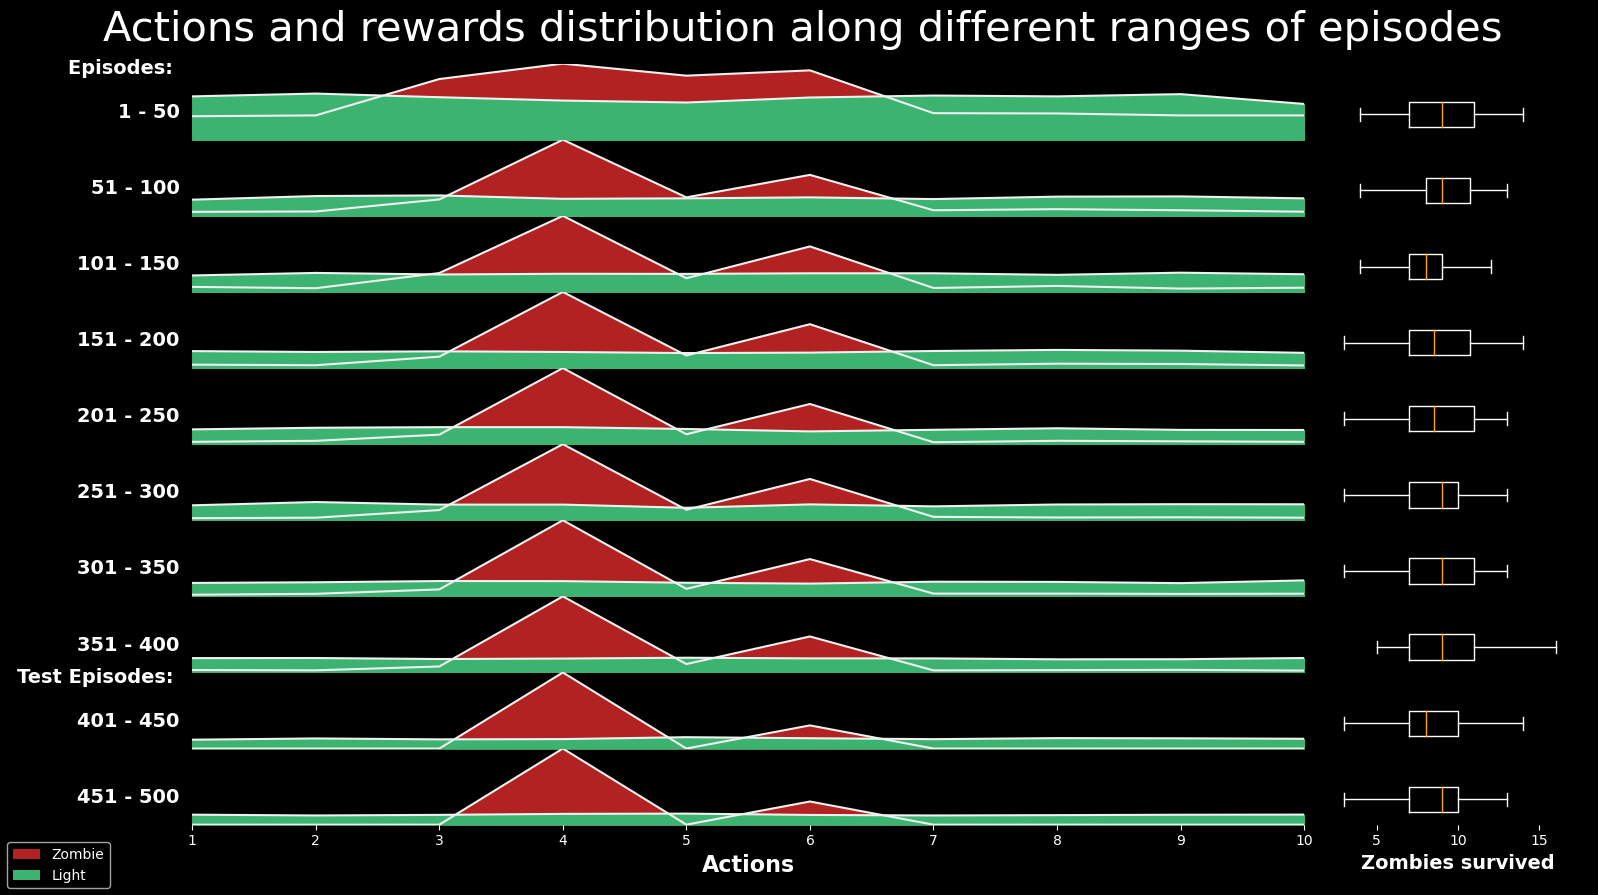 Actions and rewards distribution along different ranges of episodes
Episodes:
1 - 50
51 - 100
101 - 150
151 - 200
201 - 250
251 - 300
301 - 350
351 - 400
Test Episodes:
401 - 450
451 - 500
1 2 3 4 5 6 7 8 9 10
5 10 15
Actions
Zombies survived
Zombie
Light